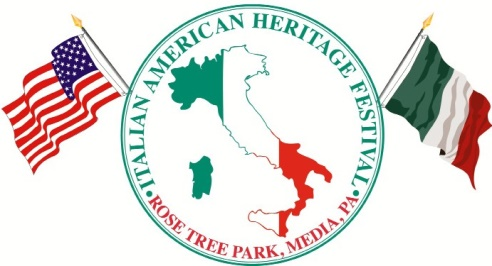 •ITALIAN AMERICAN HERITAGE FESTIVAL•
ROSE TREE PARK, MEDIA, PA